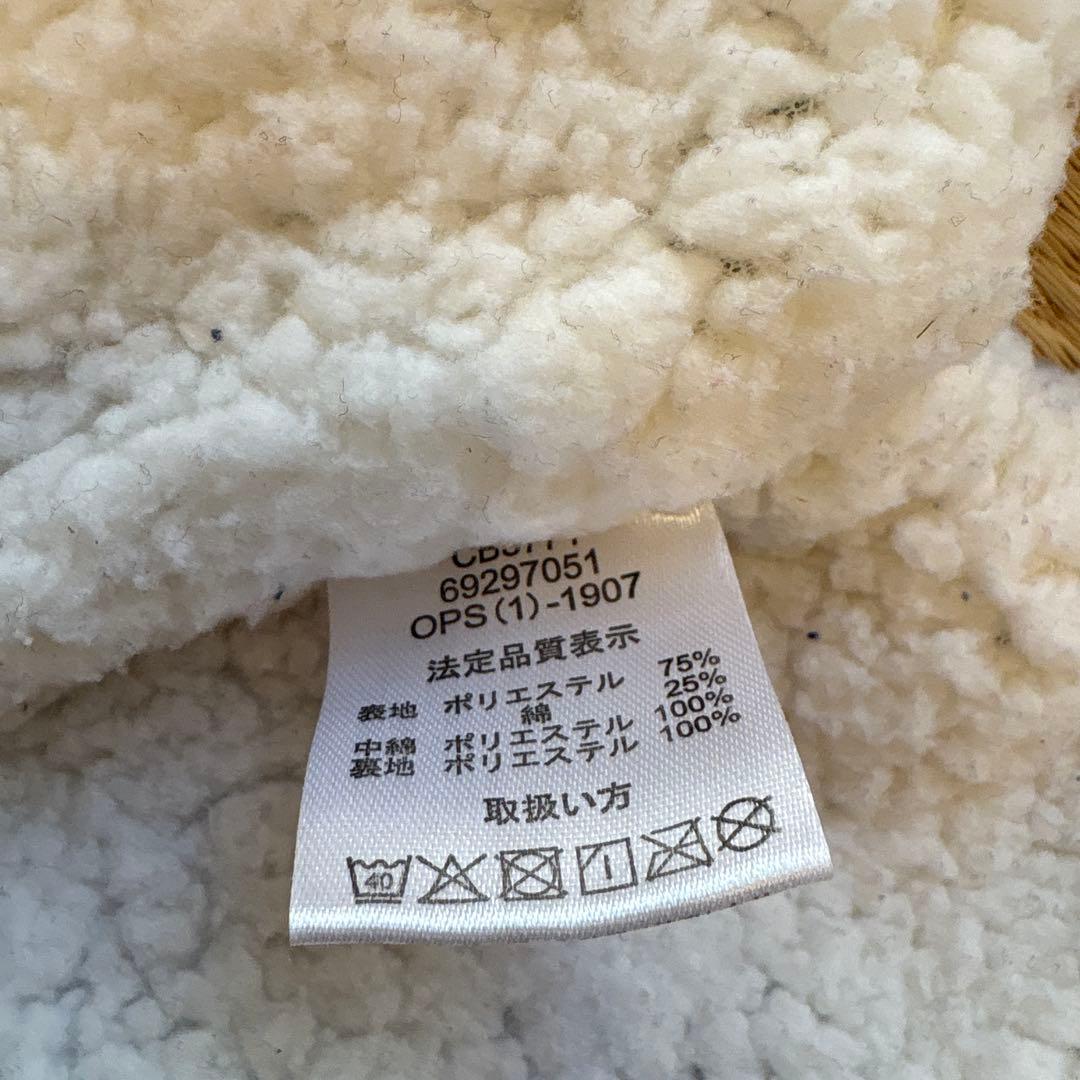 69297051
OPS(1)-1907
法定品質表示
表地 ポリエステル 75%
綿 25%
中綿 ポリエステル 100%
裏地 ポリエステル 100%
取扱い方
40